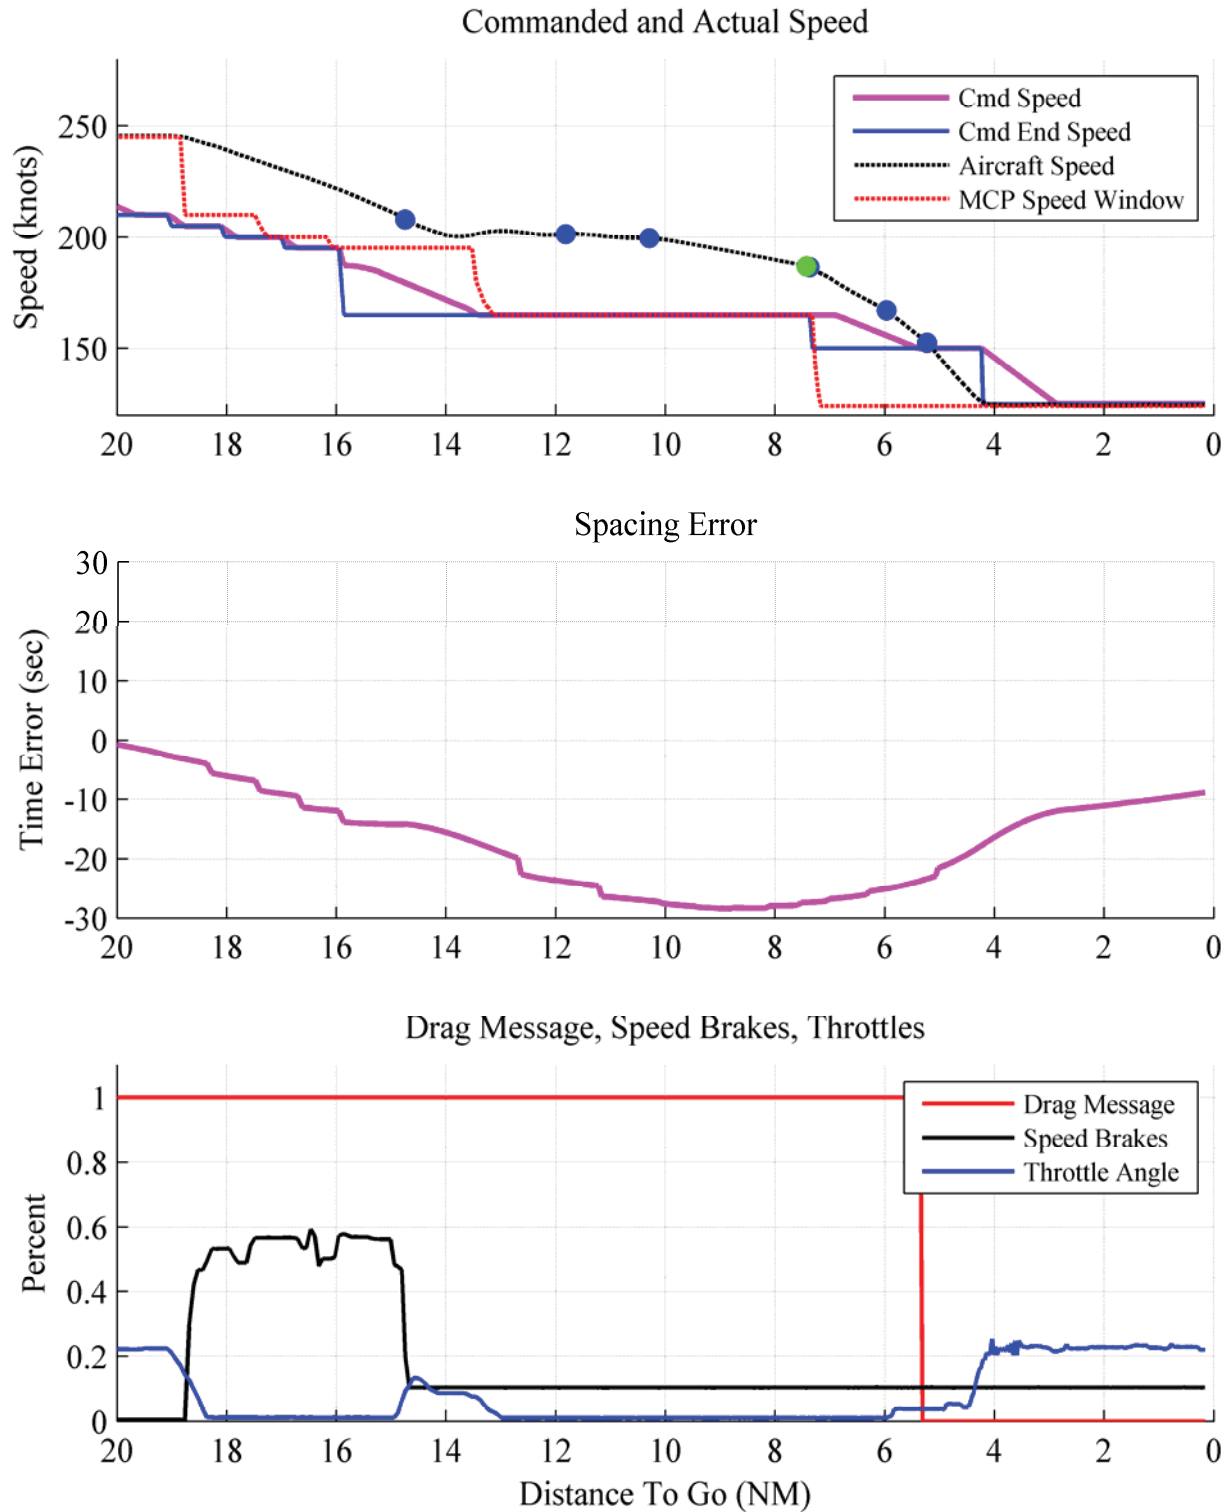 Commanded and Actual Speed
Speed (knots)
250
200
150
Cmd Speed
Cmd End Speed
Aircraft Speed
MCP Speed Window
20 18 16 14 12 10 8 6 4 2 0
Spacing Error
Time Error (sec)
30
20
10
0
-10
-20
-30
20 18 16 14 12 10 8 6 4 2 0
Drag Message, Speed Brakes, Throttles
Percent
1
0.8
0.6
0.4
0.2
0
Drag Message
Speed Brakes
Throttle Angle
20 18 16 14 12 10 8 6 4 2 0
Distance To Go (NM)